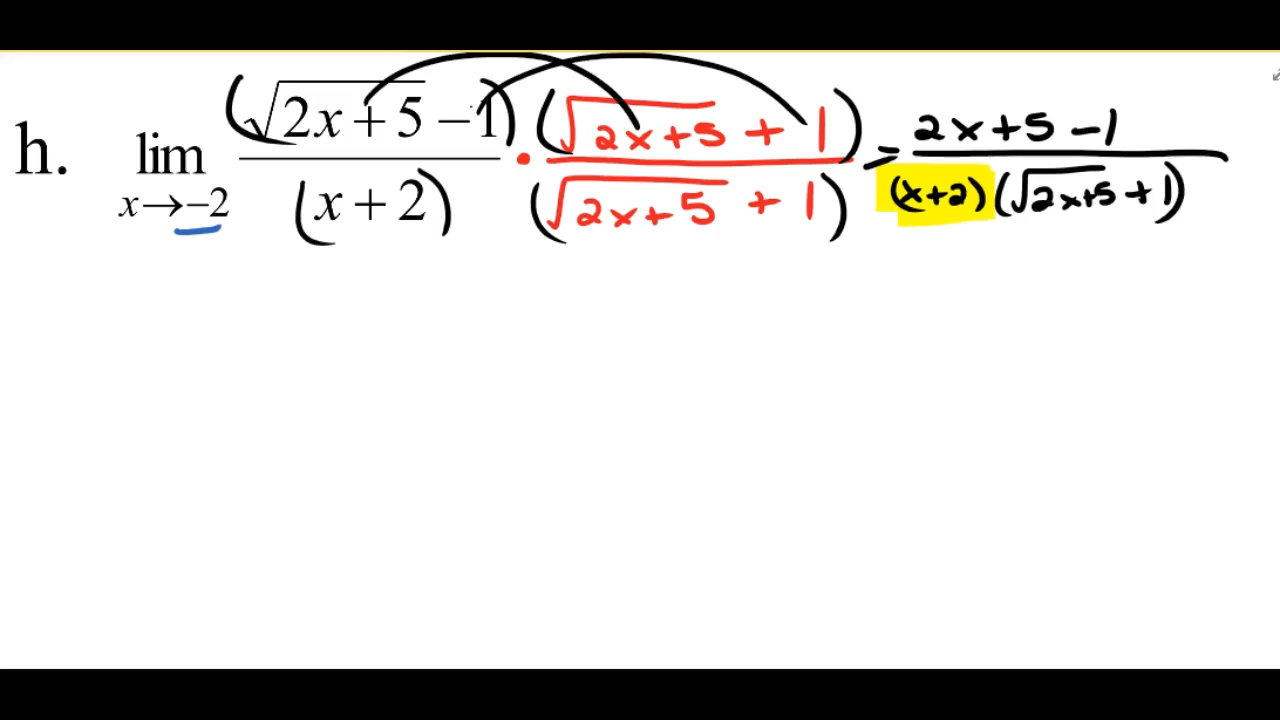 h. lim x→−2 (√(2x+5) −1)/(x+2) · (√(2x+5) + 1)/(√(2x+5) + 1) = (2x+5−1)/((x+2)(√(2x+5) + 1))